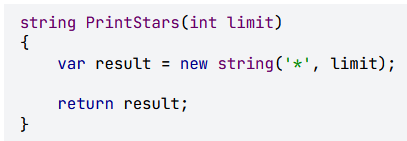 string PrintStars(int limit)
{
    var result = new string('*', limit);

    return result;
}